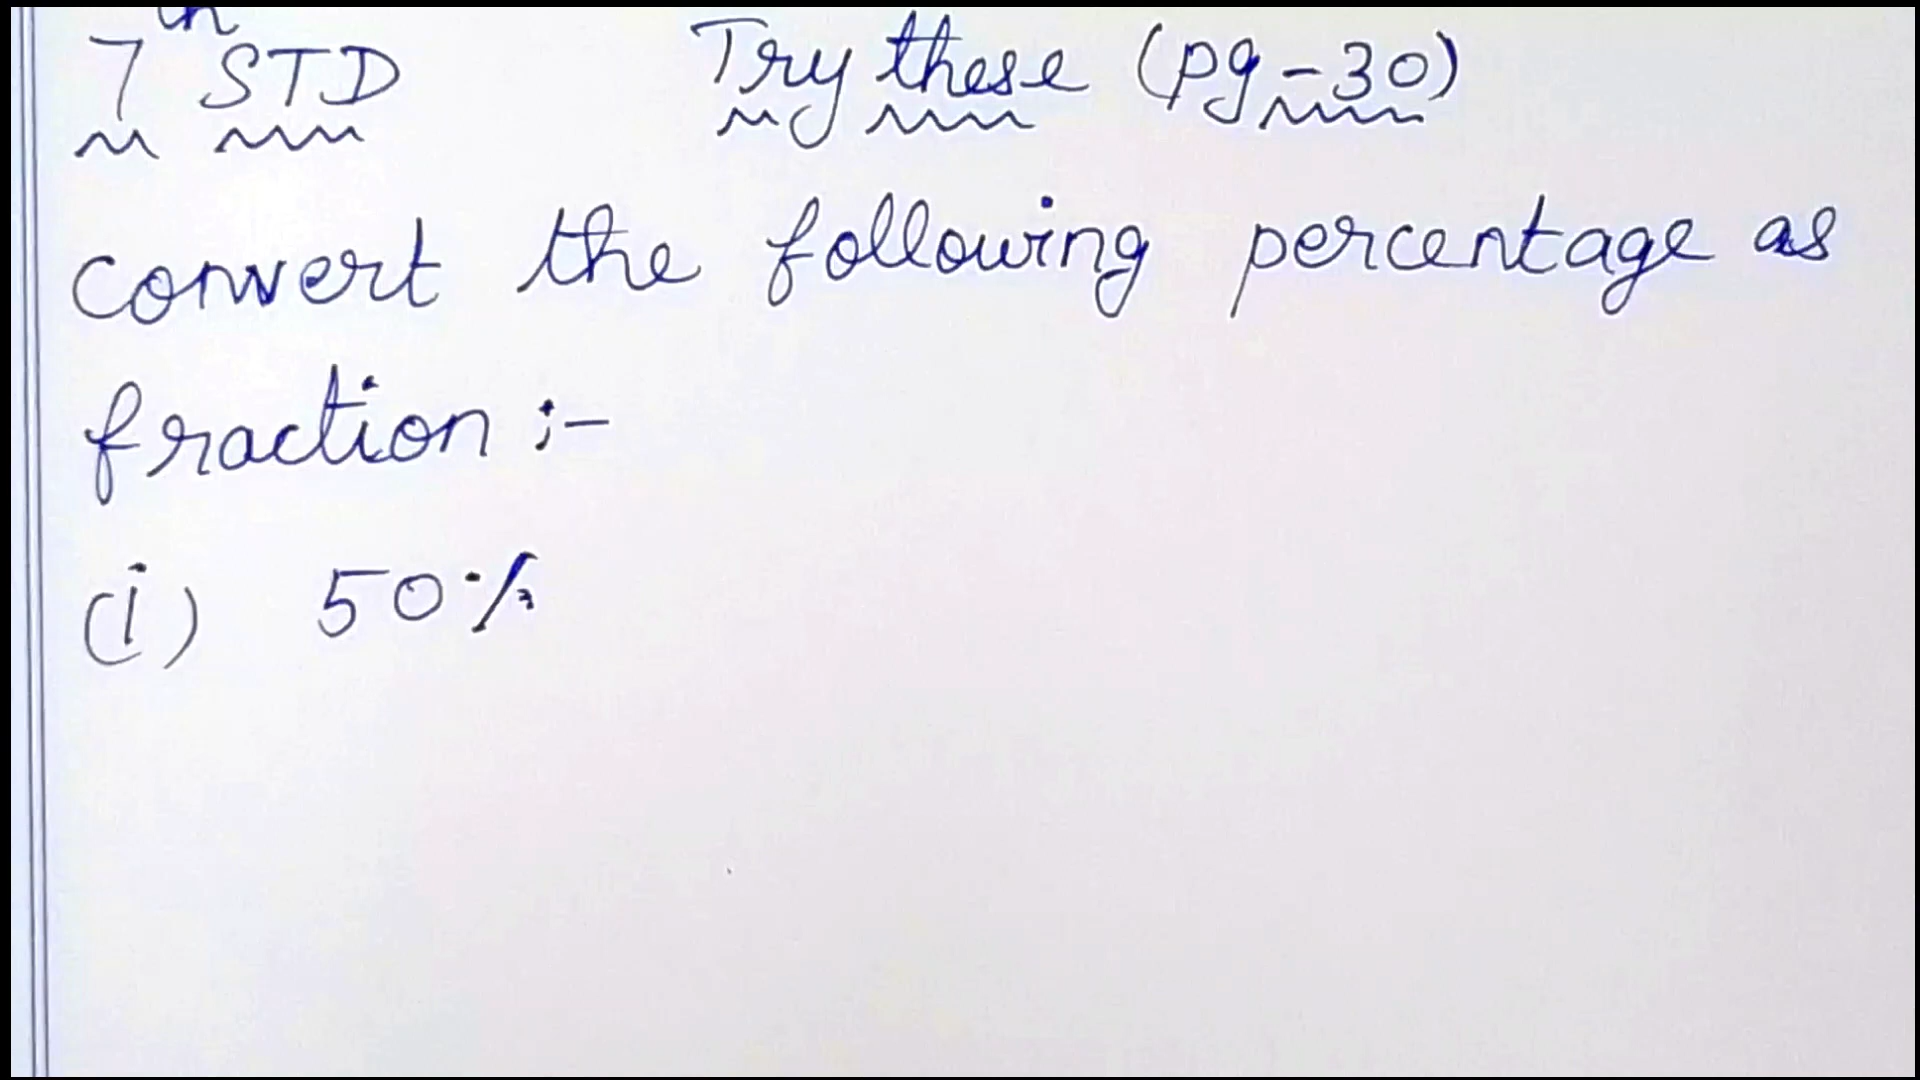 7th STD Try these (pg-30)
convert the following percentage as
fraction :-
(i) 50%